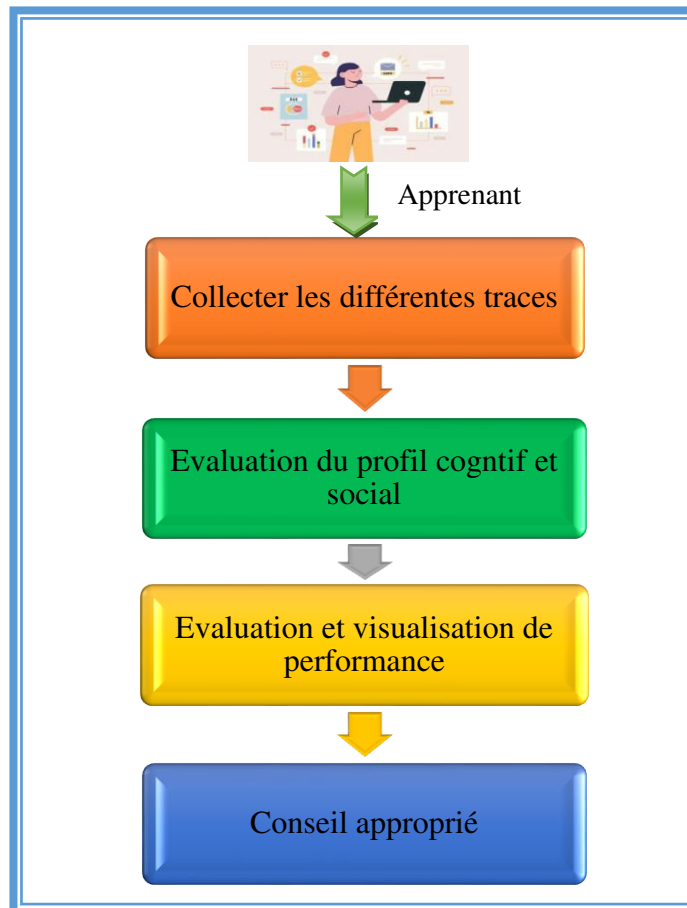 Apprenant
Collecter les différentes traces
Evaluation du profil cogntif et
social
Evaluation et visualisation de
performance
Conseil approprié